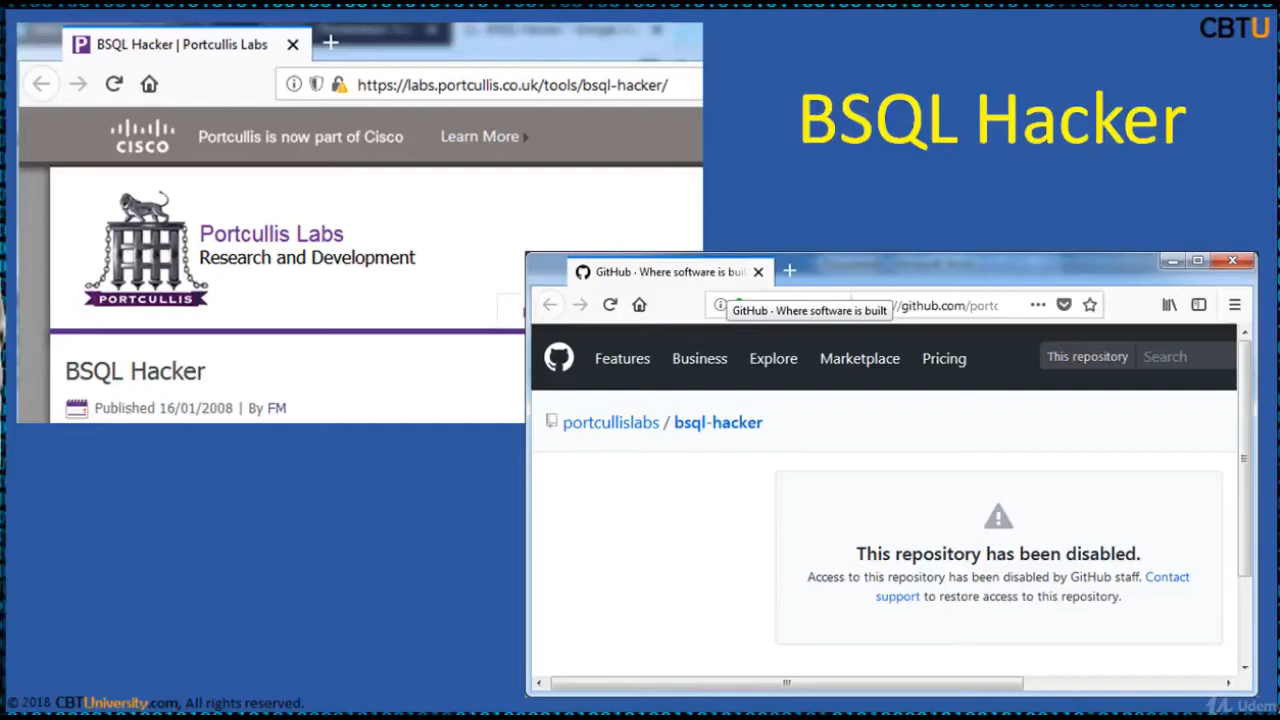 CBTU
BSQL Hacker | Portcullis Labs
https://labs.portcullis.co.uk/tools/bsql-hacker/
BSQL Hacker
CISCO
Portcullis is now part of Cisco
Learn More
Portcullis Labs
Research and Development
PORTCULLIS
BSQL Hacker
Published 16/01/2008 | By FM
GitHub · Where software is buil
//github.com/portc
GitHub - Where software is built
Features
Business
Explore
Marketplace
Pricing
This repository
Search
portcullislabs / bsql-hacker
This repository has been disabled.
Access to this repository has been disabled by GitHub staff. Contact
support to restore access to this repository.
© 2018 CBTUniversity.com, All rights reserved.
Udem